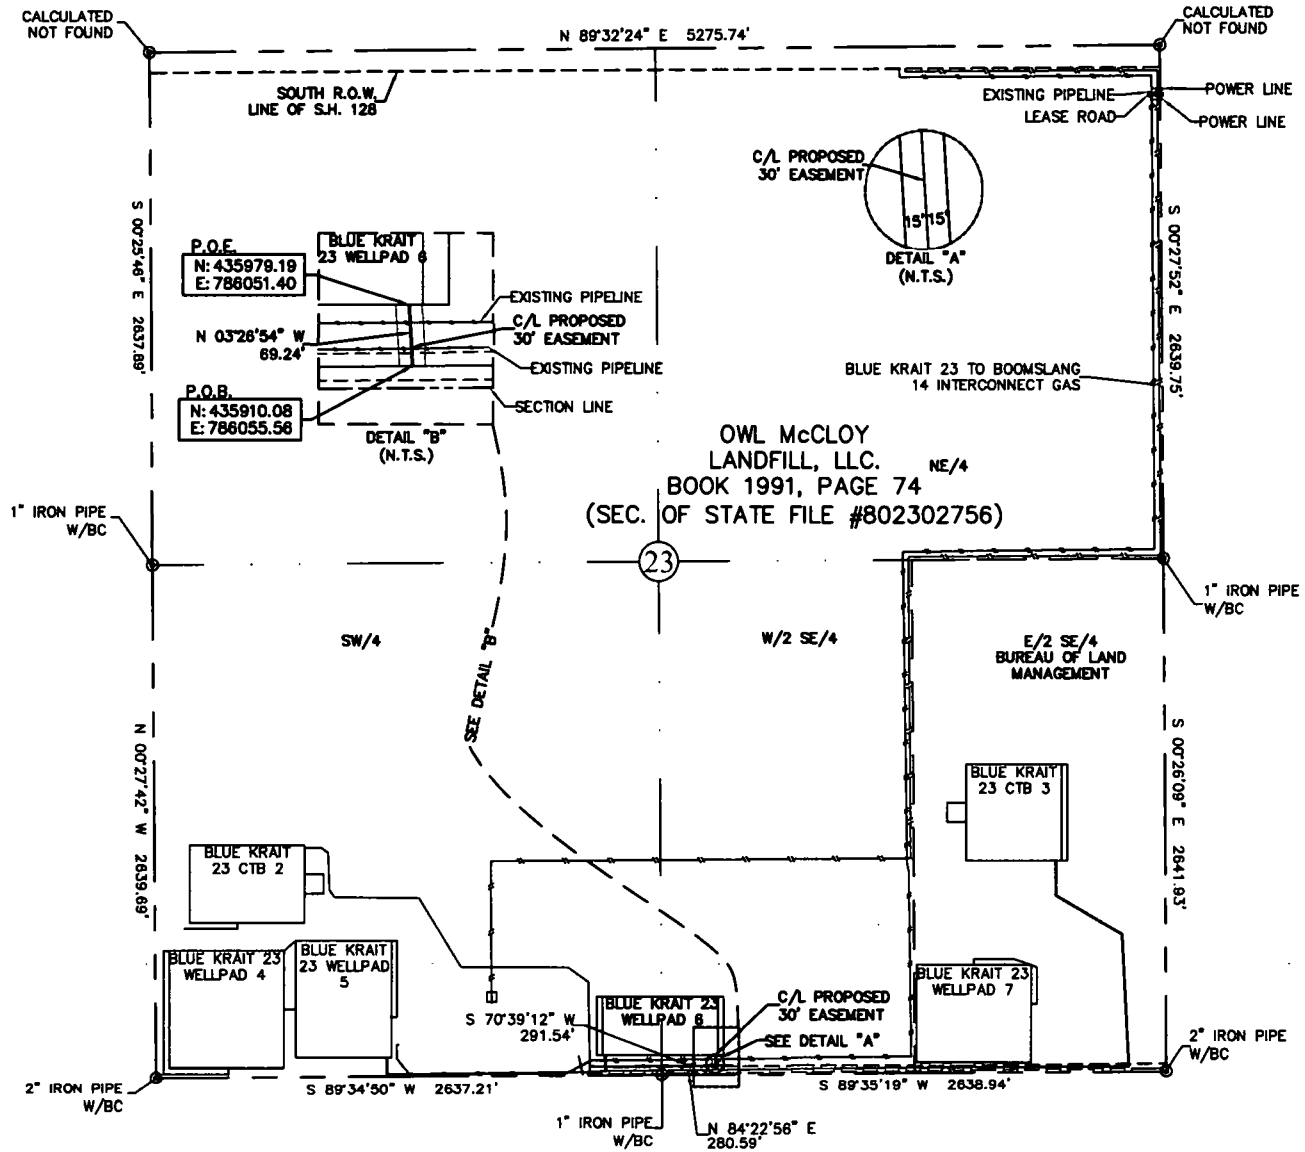 CALCULATED
NOT FOUND
N 89°32'24" E 5275.74'
CALCULATED
NOT FOUND
SOUTH R.O.W.
LINE OF S.H. 128
EXISTING PIPELINE
LEASE ROAD
POWER LINE
POWER LINE
C/L PROPOSED
30' EASEMENT
15' 15'
DETAIL "A"
(N.T.S.)
S 00°25'46" E 2637.89'
S 00°27'52" E 2639.75'
P.O.E.
N: 435979.19
E: 786051.40
BLUE KRAIT
23 WELLPAD 6
EXISTING PIPELINE
C/L PROPOSED
30' EASEMENT
N 03°26'54" W
69.24'
EXISTING PIPELINE
P.O.B.
N: 435910.08
E: 786055.56
SECTION LINE
DETAIL "B"
(N.T.S.)
BLUE KRAIT 23 TO BOOMSLANG
14 INTERCONNECT GAS
OWL McCLOY
LANDFILL, LLC.
NE/4
BOOK 1991, PAGE 74
(SEC. OF STATE FILE #802302756)
1" IRON PIPE
W/BC
23
1" IRON PIPE
W/BC
SW/4
SEE DETAIL "B"
W/2 SE/4
E/2 SE/4
BUREAU OF LAND
MANAGEMENT
N 00°27'42" W 2639.69'
S 00°26'09" E 2641.93'
BLUE KRAIT
23 CTB 3
BLUE KRAIT
23 CTB 2
BLUE KRAIT 23
WELLPAD 4
BLUE KRAIT
23 WELLPAD
5
BLUE KRAIT 23
WELLPAD 6
BLUE KRAIT 23
WELLPAD 7
S 70°39'12" W
291.54'
C/L PROPOSED
30' EASEMENT
SEE DETAIL "A"
2" IRON PIPE
W/BC
S 89°34'50" W 2637.21'
S 89°35'19" W 2638.94'
2" IRON PIPE
W/BC
1" IRON PIPE
W/BC
N 84°22'56" E
280.59'